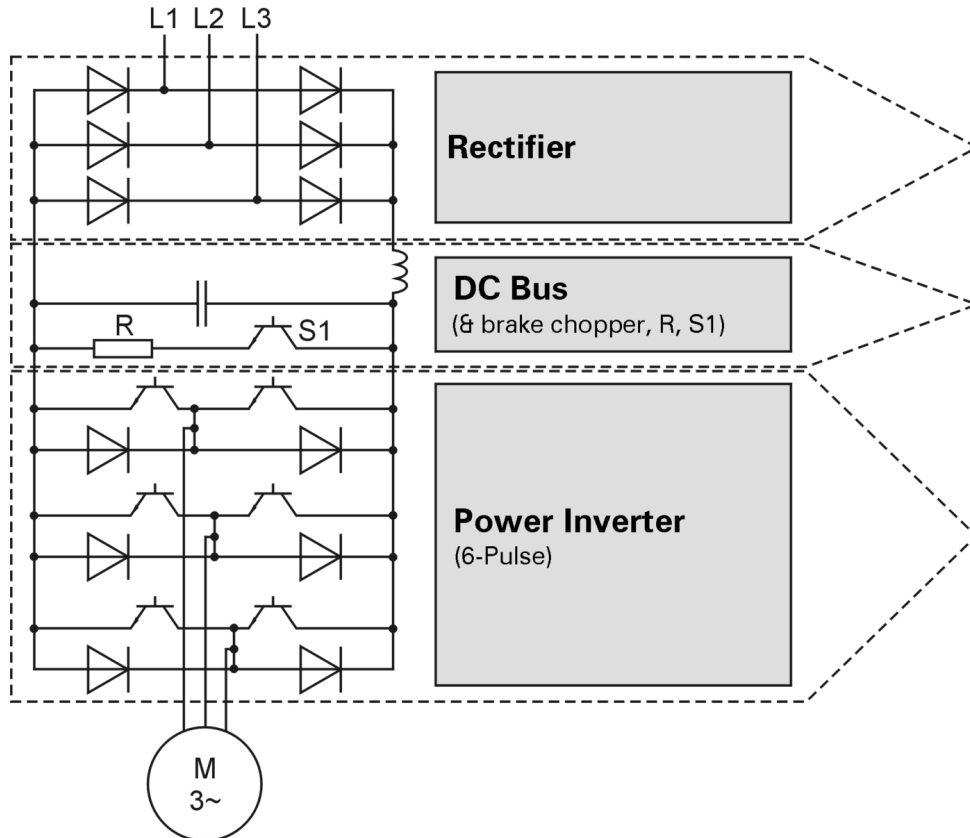 L1 L2 L3
Rectifier
DC Bus
(& brake chopper, R, S1)
R
S1
Power Inverter
(6-Pulse)
M
3~